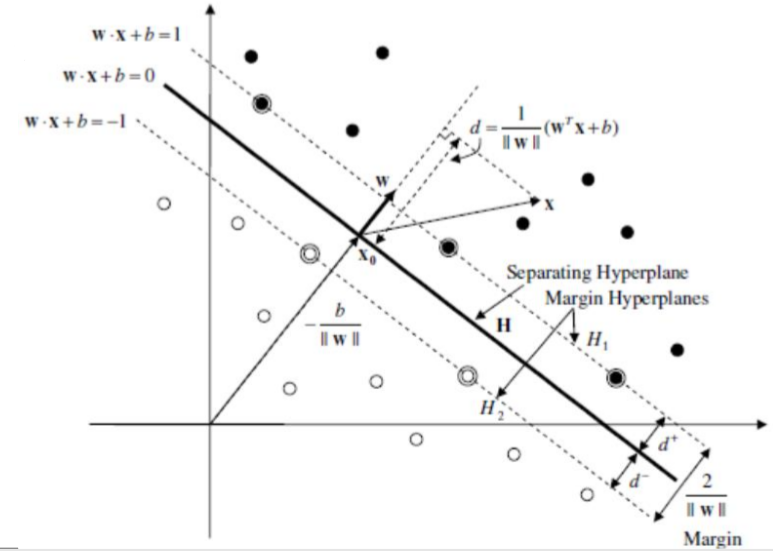 w·x+b=1
w·x+b=0
w·x+b=−1
d = 1/‖w‖ (wᵀx+b)
w
x
x₀
−b/‖w‖
Separating Hyperplane
Margin Hyperplanes
H
H₁
H₂
d⁺
d⁻
2/‖w‖
Margin